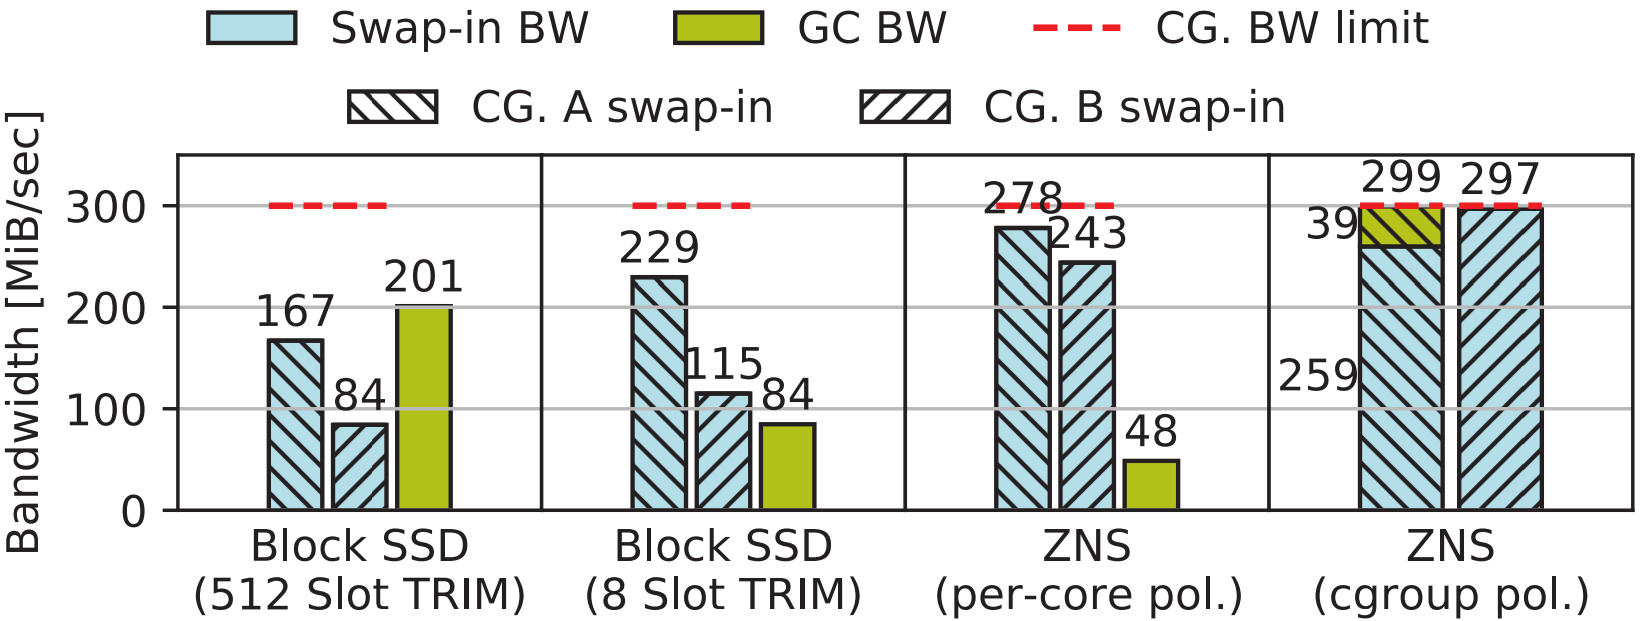 Swap-in BW GC BW CG. BW limit
CG. A swap-in CG. B swap-in
Bandwidth [MiB/sec]
300
200
100
0
167
84
201
229
115
84
278
243
48
299
297
39
259
Block SSD
(512 Slot TRIM)
Block SSD
(8 Slot TRIM)
ZNS
(per-core pol.)
ZNS
(cgroup pol.)